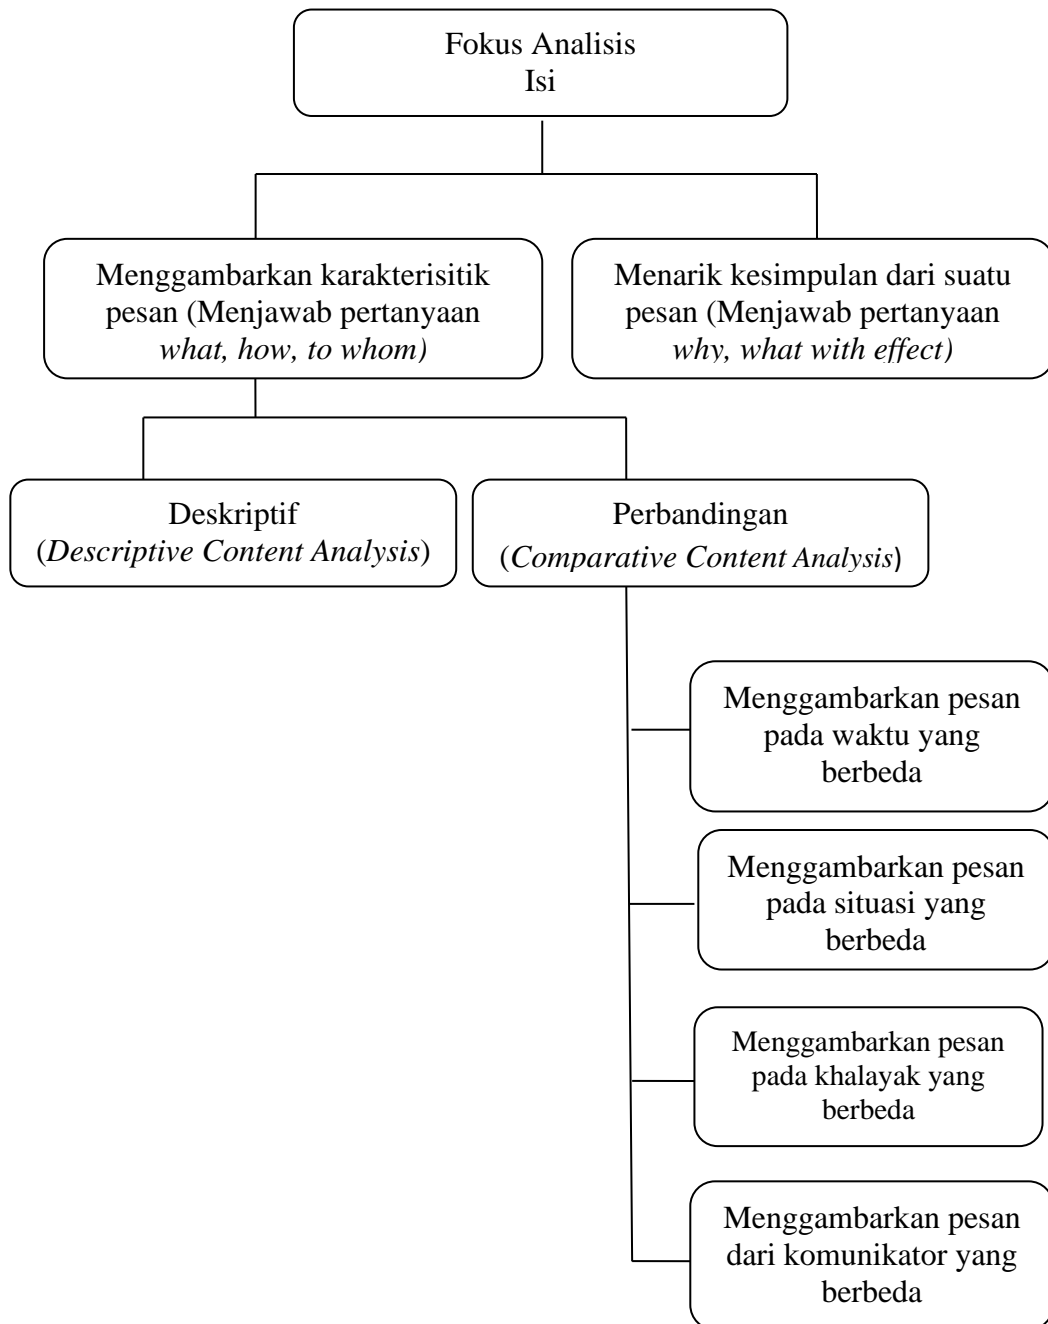 Fokus Analisis
Isi
Menggambarkan karakterisitik
pesan (Menjawab pertanyaan
what, how, to whom)
Menarik kesimpulan dari suatu
pesan (Menjawab pertanyaan
why, what with effect)
Deskriptif
(Descriptive Content Analysis)
Perbandingan
(Comparative Content Analysis)
Menggambarkan pesan
pada waktu yang
berbeda
Menggambarkan pesan
pada situasi yang
berbeda
Menggambarkan pesan
pada khalayak yang
berbeda
Menggambarkan pesan
dari komunikator yang
berbeda